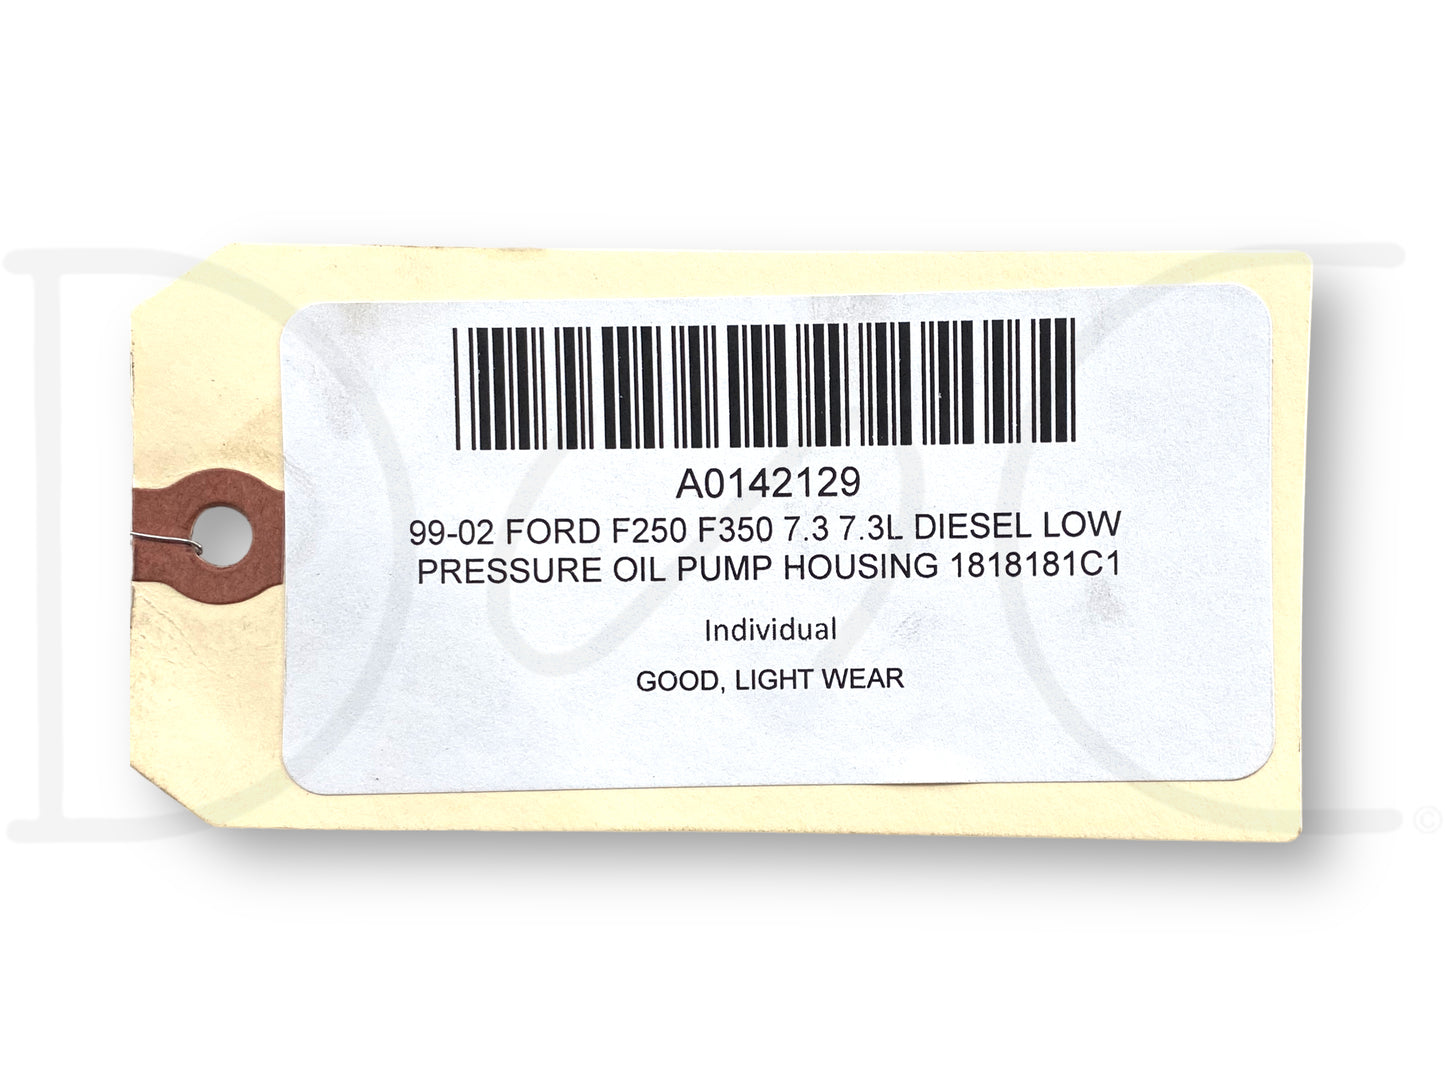 A0142129
99-02 FORD F250 F350 7.3 7.3L DIESEL LOW
PRESSURE OIL PUMP HOUSING 1818181C1
Individual
GOOD, LIGHT WEAR
©